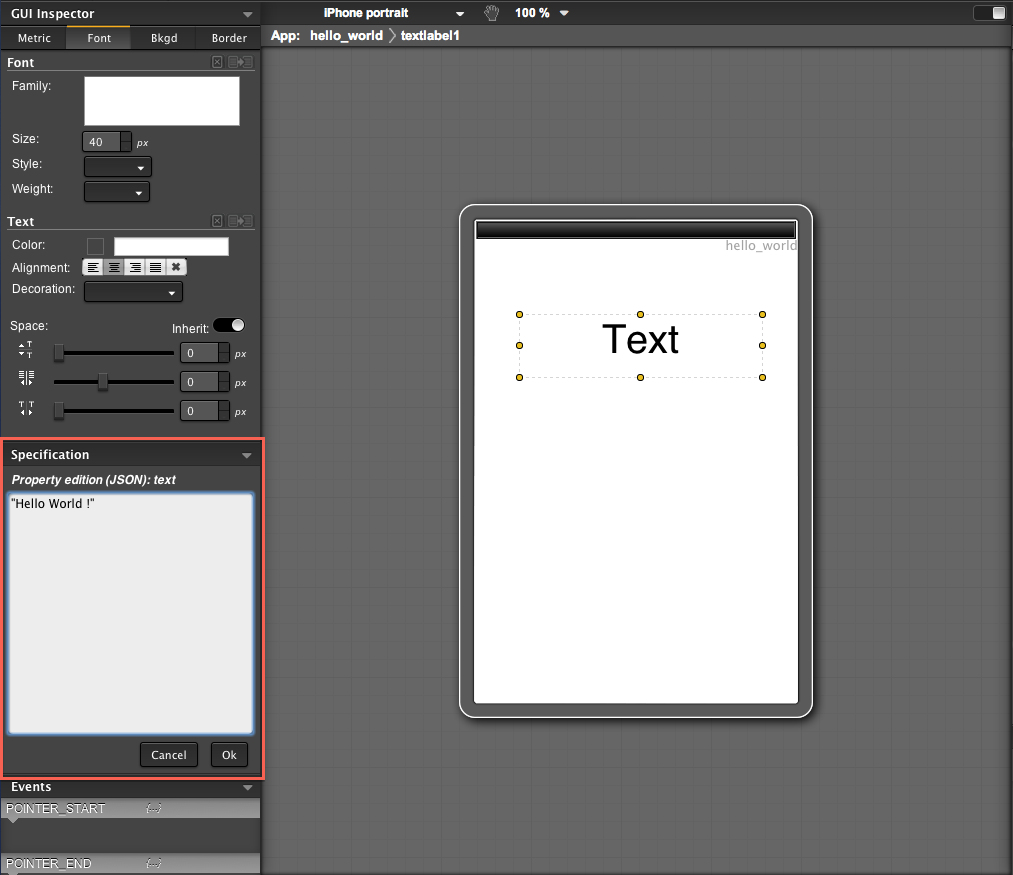 GUI Inspector
iPhone portrait 100 %
Metric Font Bkgd Border
App: hello_world textlabel1
Font
Family:
Size: 40 px
Style:
Weight:
Text
Color:
Alignment:
Decoration:
Space: Inherit:
0 px
0 px
0 px
Specification
Property edition (JSON): text
"Hello World !"
Cancel Ok
Events
POINTER_START {...}
POINTER_END {...}
hello_world
Text